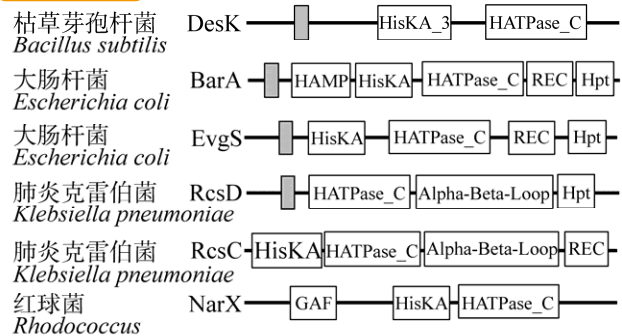 枯草芽孢杆菌 DesK HisKA_3 HATPase_C
Bacillus subtilis
大肠杆菌 BarA HAMP HisKA HATPase_C REC Hpt
Escherichia coli
大肠杆菌 EvgS HisKA HATPase_C REC Hpt
Escherichia coli
肺炎克雷伯菌 RcsD HATPase_C Alpha-Beta-Loop Hpt
Klebsiella pneumoniae
肺炎克雷伯菌 RcsC HisKA HATPase_C Alpha-Beta-Loop REC
Klebsiella pneumoniae
红球菌 NarX GAF HisKA HATPase_C
Rhodococcus